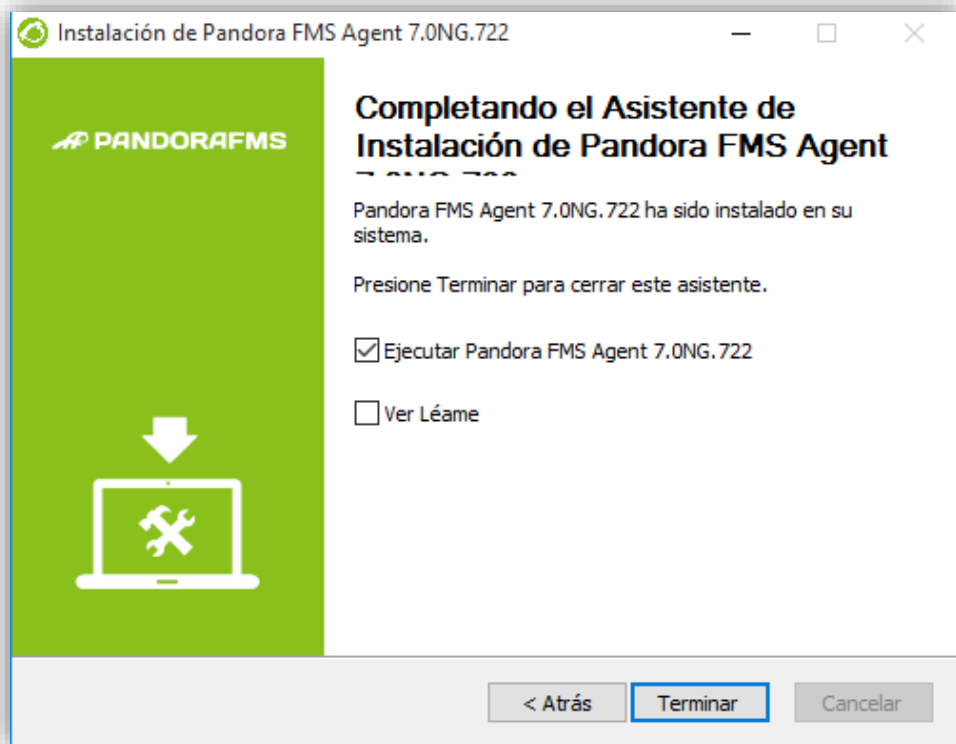 Instalación de Pandora FMS Agent 7.0NG.722
PANDORAFMS
Completando el Asistente de
Instalación de Pandora FMS Agent
Pandora FMS Agent 7.0NG.722 ha sido instalado en su
sistema.
Presione Terminar para cerrar este asistente.
Ejecutar Pandora FMS Agent 7.0NG.722
Ver Léame
< Atrás
Terminar
Cancelar